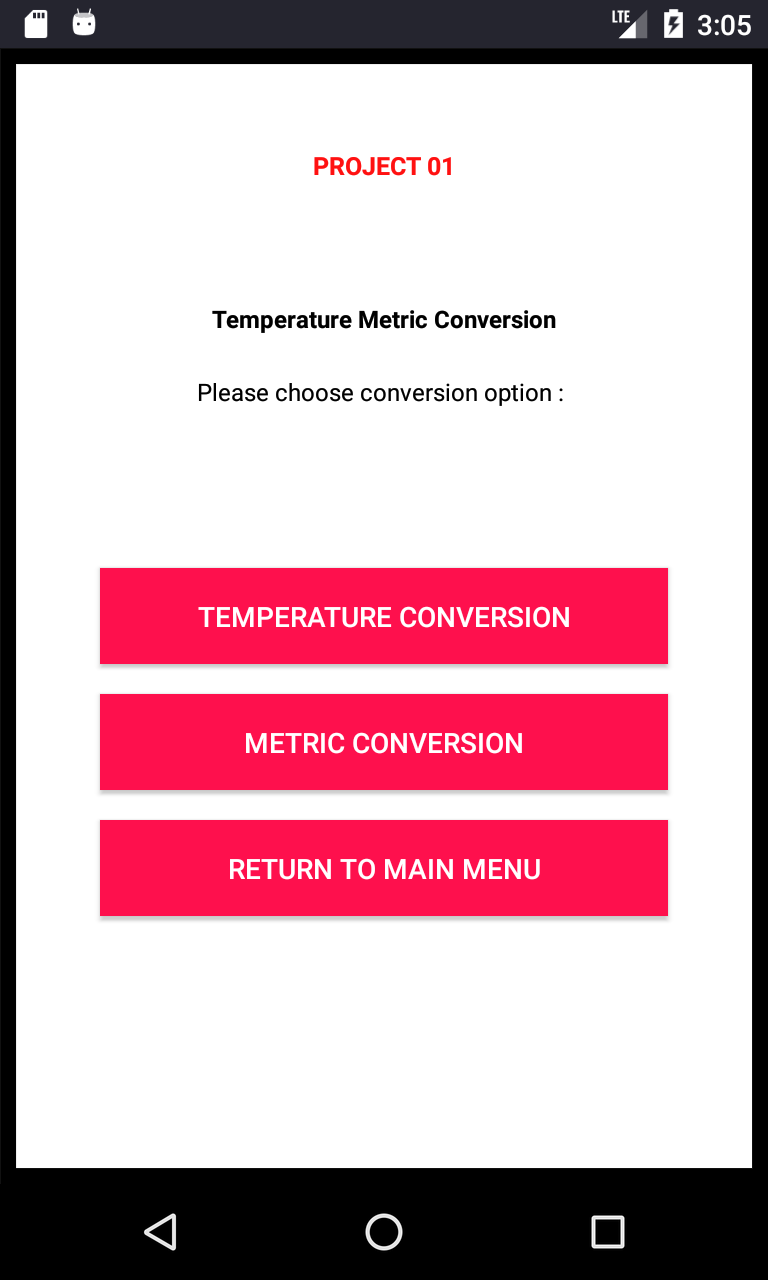 LTE 3:05
PROJECT 01
Temperature Metric Conversion
Please choose conversion option :
TEMPERATURE CONVERSION
METRIC CONVERSION
RETURN TO MAIN MENU